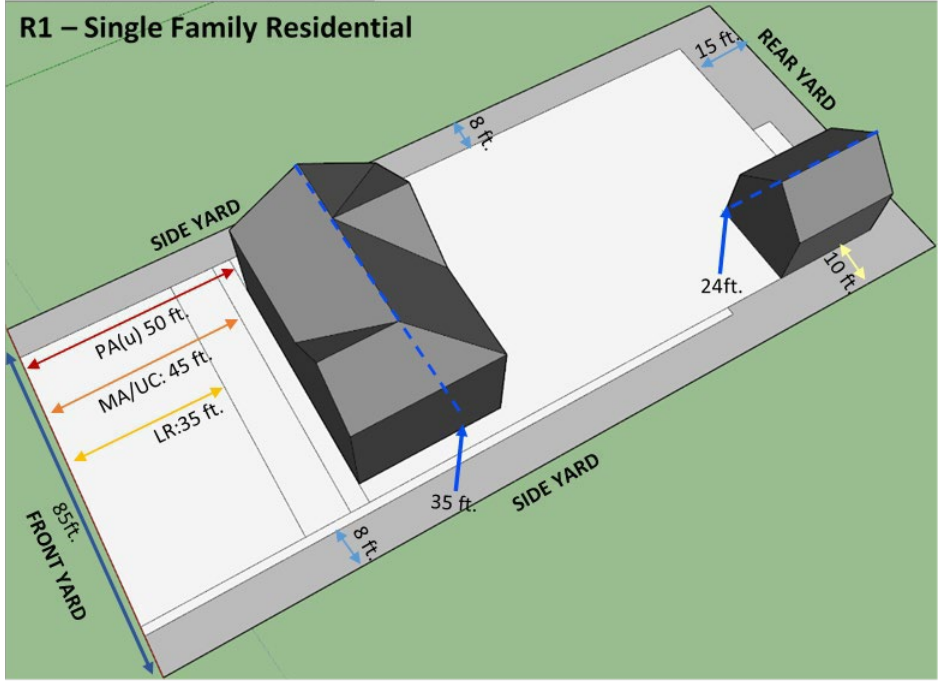 R1 – Single Family Residential
15 ft.
REAR YARD
8 ft.
SIDE YARD
PA(u) 50 ft.
MA/UC: 45 ft.
LR:35 ft.
24ft.
10 ft.
35 ft.
SIDE YARD
8 ft.
85ft.
FRONT YARD